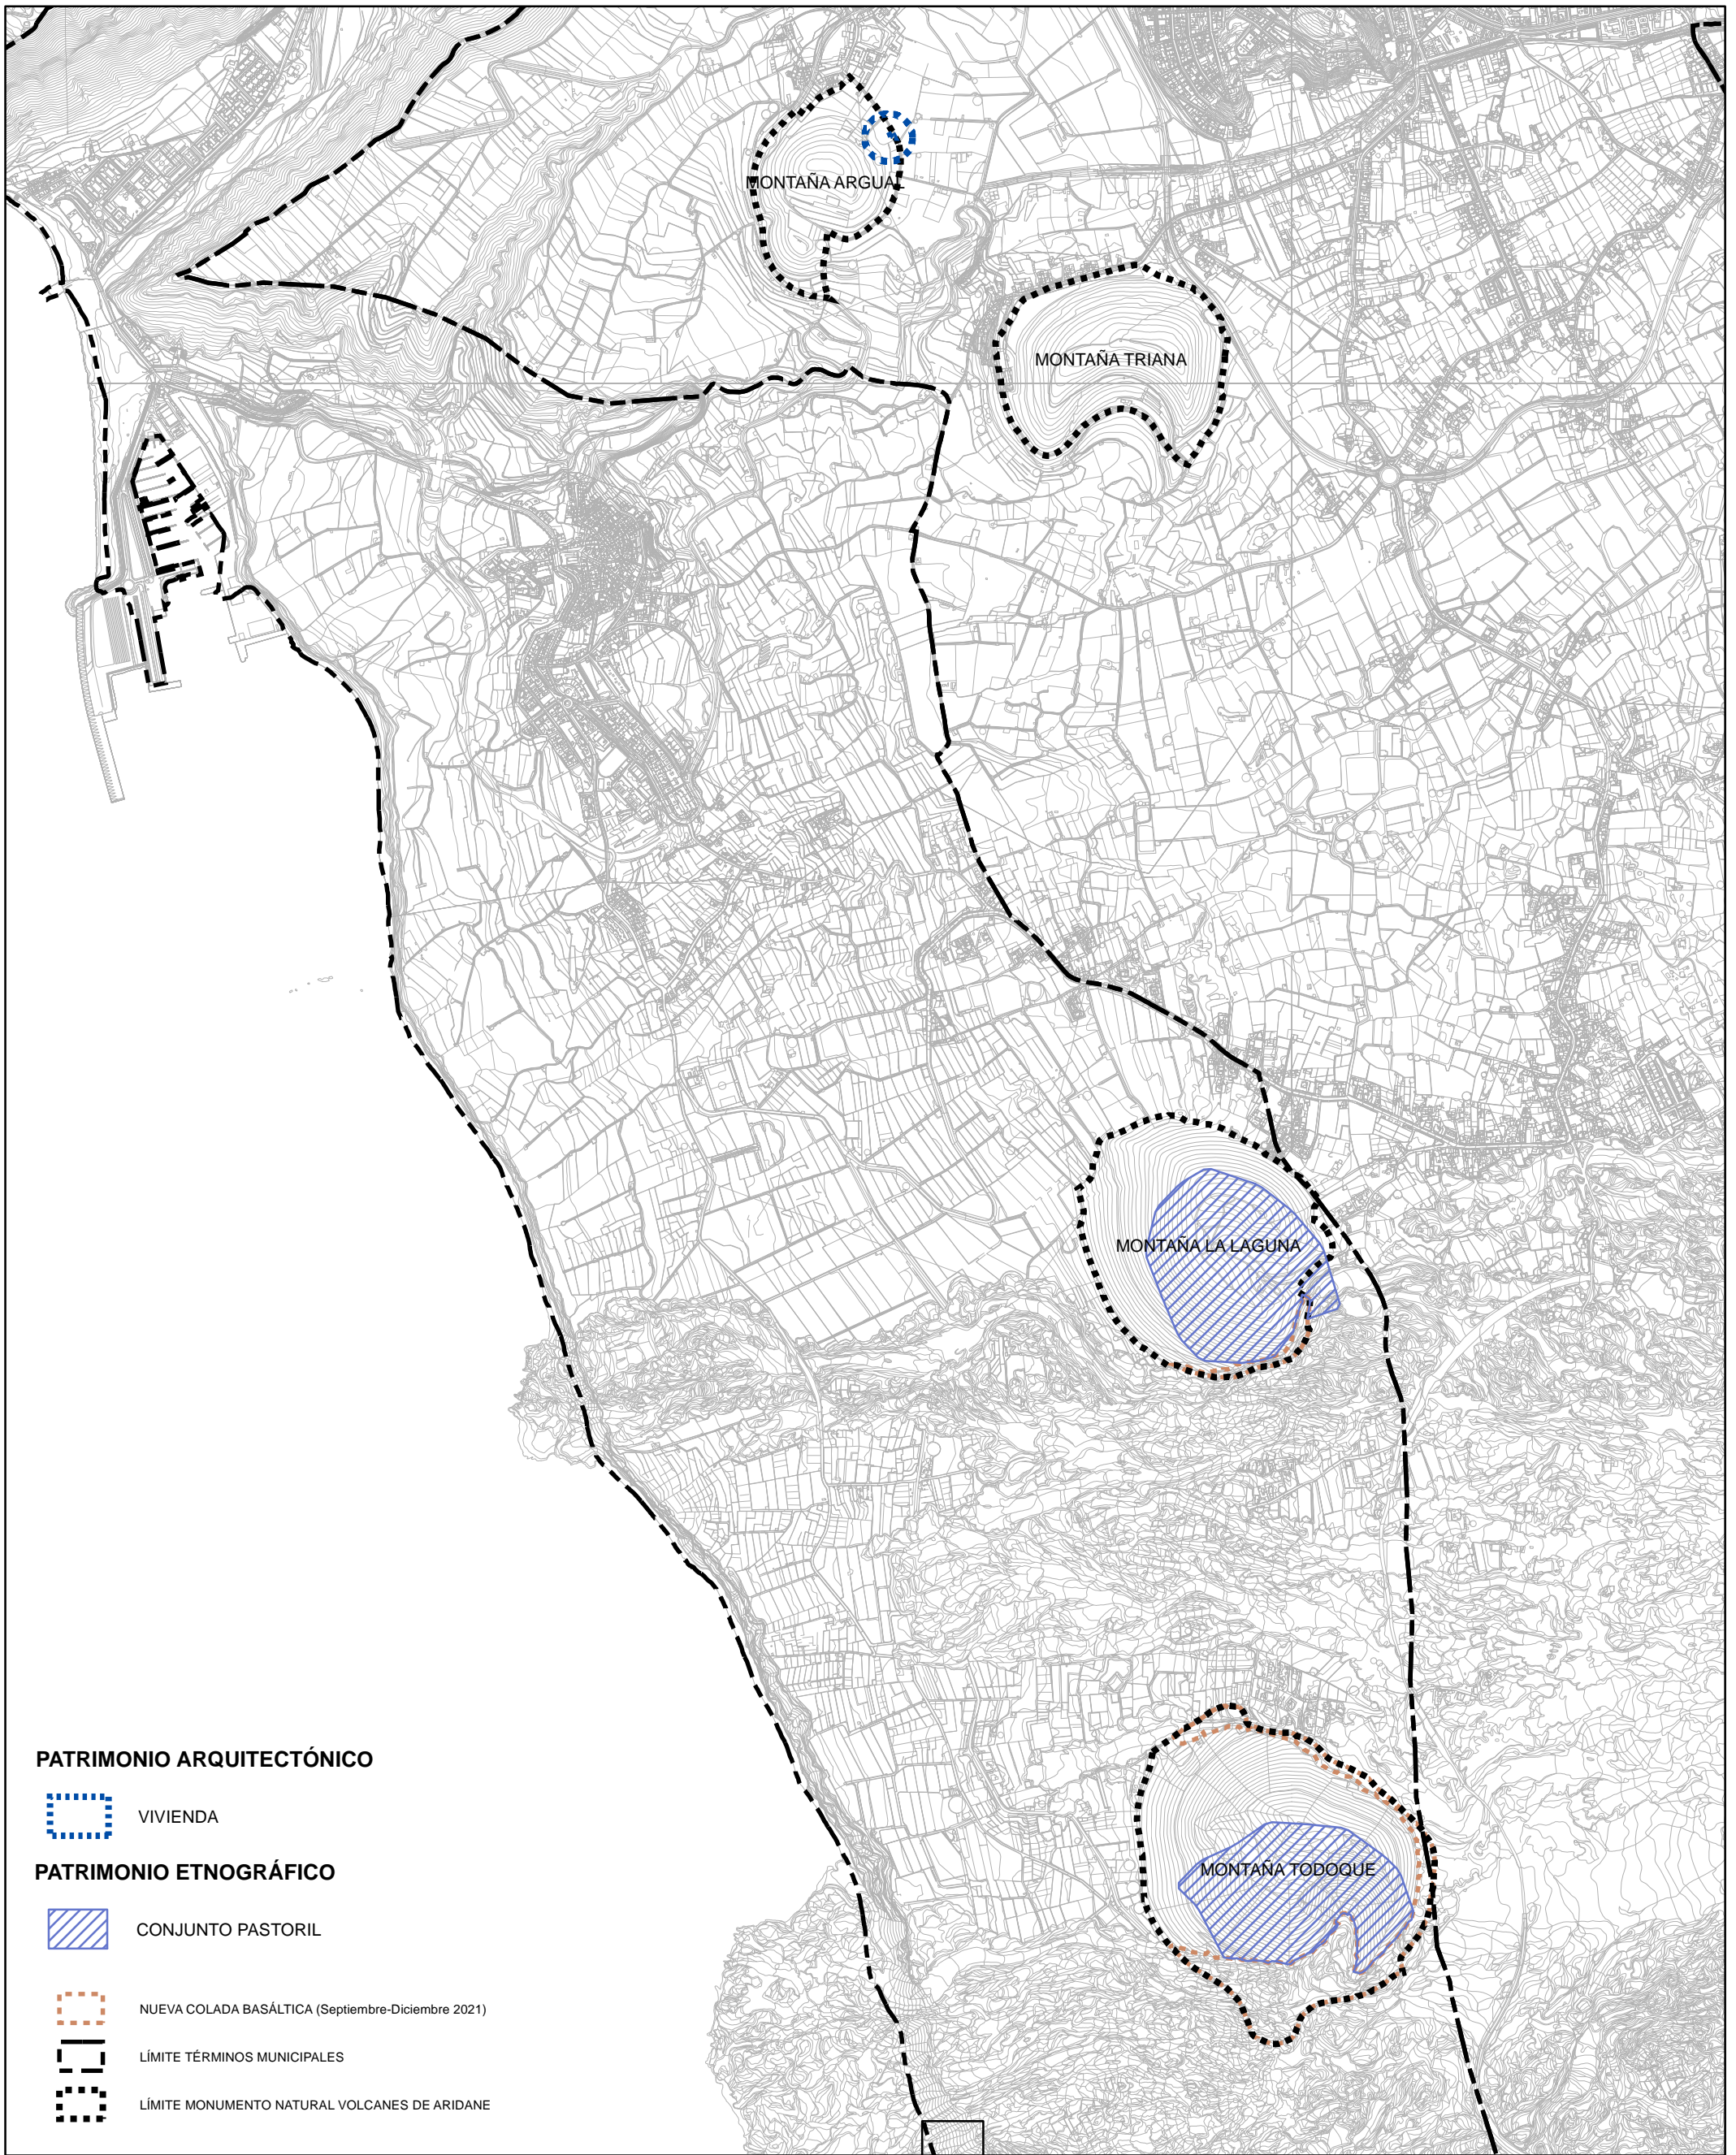 MONTAÑA ARGUAL
MONTAÑA TRIANA
MONTAÑA LA LAGUNA
MONTAÑA TODOQUE
PATRIMONIO ARQUITECTÓNICO
VIVIENDA
PATRIMONIO ETNOGRÁFICO
CONJUNTO PASTORIL
NUEVA COLADA BASÁLTICA (Septiembre-Diciembre 2021)
LÍMITE TÉRMINOS MUNICIPALES
LÍMITE MONUMENTO NATURAL VOLCANES DE ARIDANE